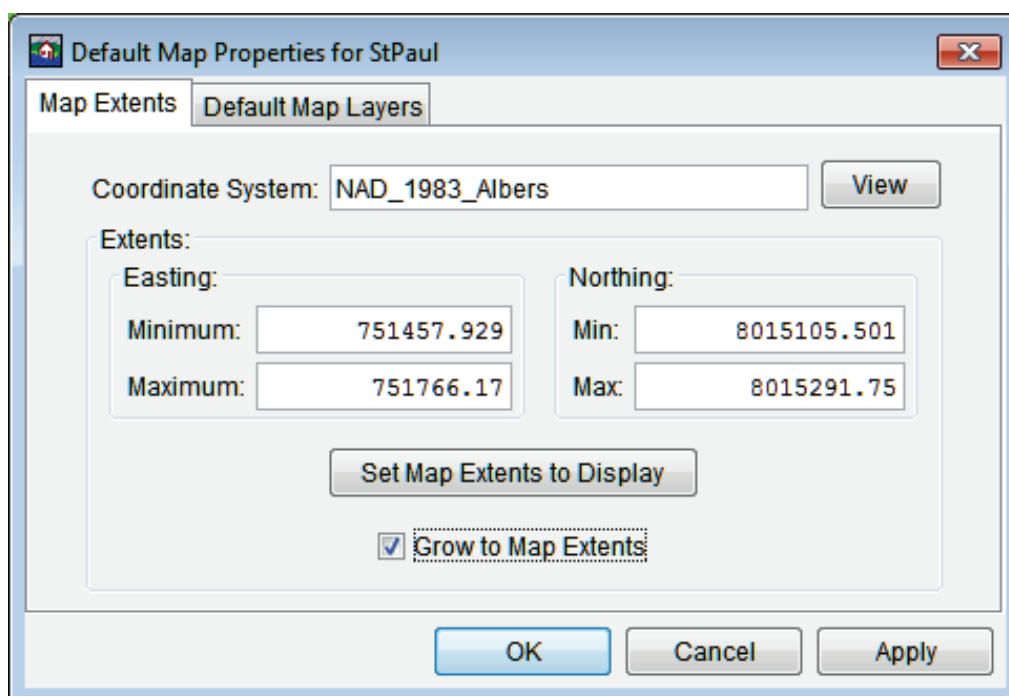 Default Map Properties for StPaul
Map Extents Default Map Layers
Coordinate System: NAD_1983_Albers View
Extents:
Easting: Northing:
Minimum: 751457.929 Min: 8015105.501
Maximum: 751766.17 Max: 8015291.75
Set Map Extents to Display
Grow to Map Extents
OK Cancel Apply